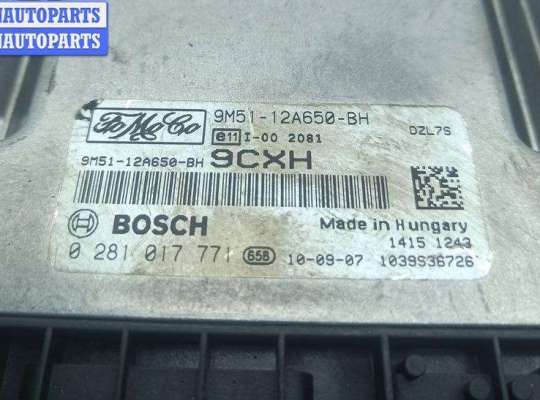 NAUTOPARTS
NAUTOPARTS
FoMoCo
9M51-12A650-BH
DZL7S
e11 I-00 2081
9M51-12A650-BH 9CXH
BOSCH
Made in Hungary
1415 1243
0 281 017 771 65B 10-09-07 1039S36726